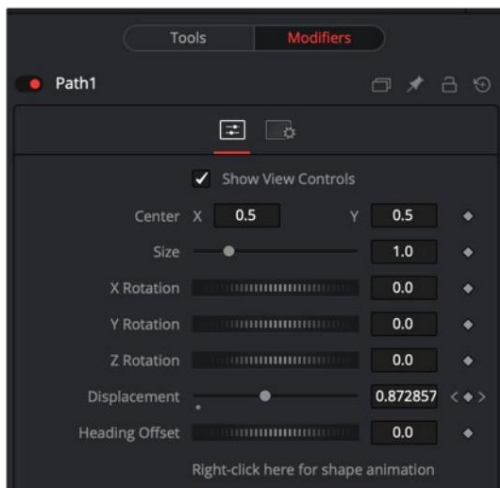 Tools Modifiers
Path1
Show View Controls
Center X 0.5 Y 0.5
Size 1.0
X Rotation 0.0
Y Rotation 0.0
Z Rotation 0.0
Displacement 0.872857
Heading Offset 0.0
Right-click here for shape animation